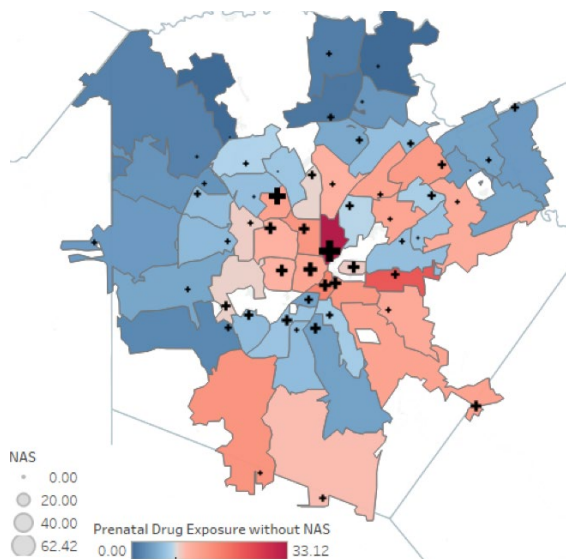 NAS
0.00
20.00
40.00
62.42
Prenatal Drug Exposure without NAS
0.00 33.12